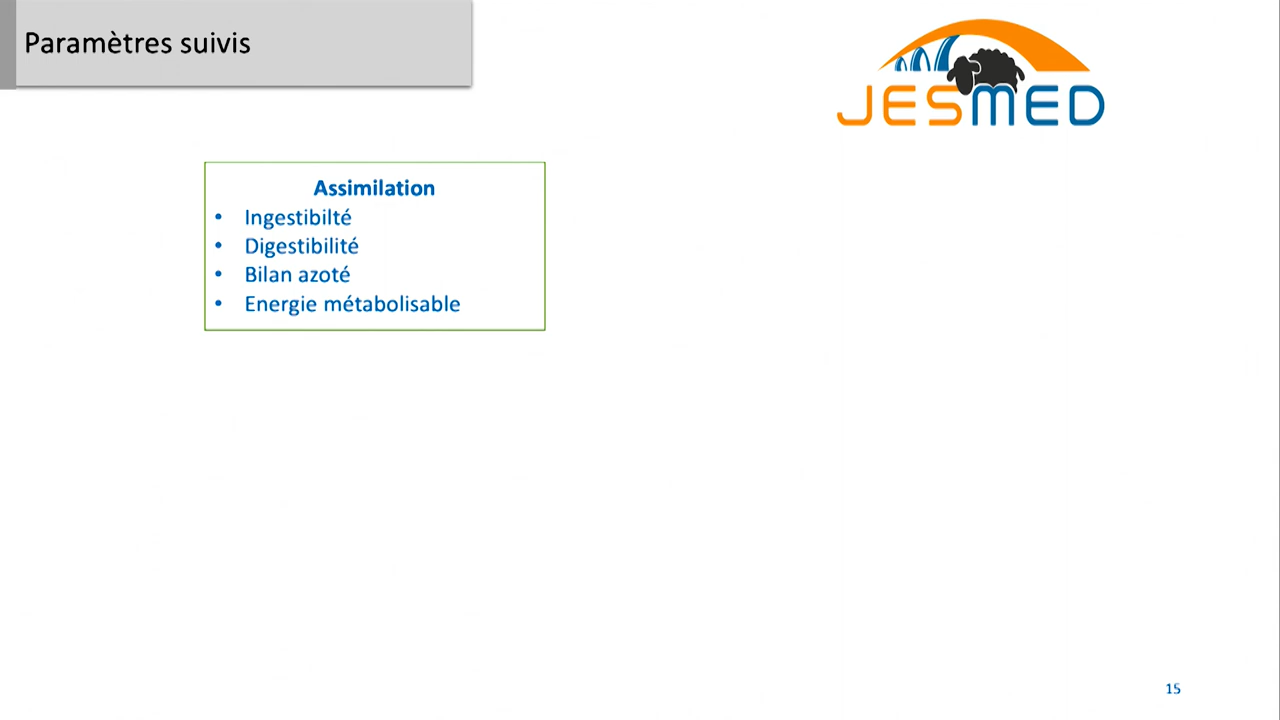 Paramètres suivis
JESMED
Assimilation
• Ingestibilté
• Digestibilité
• Bilan azoté
• Energie métabolisable
15